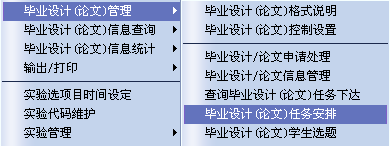 毕业设计(论文)管理
毕业设计(论文)信息查询
毕业设计(论文)信息统计
输出/打印
实验选项目时间设定
实验代码维护
实验管理
毕业设计(论文)格式说明
毕业设计(论文)控制设置
毕业设计/论文申请处理
毕业设计/论文信息管理
查询毕业设计(论文)任务下达
毕业设计(论文)任务安排
毕业设计(论文)学生选题